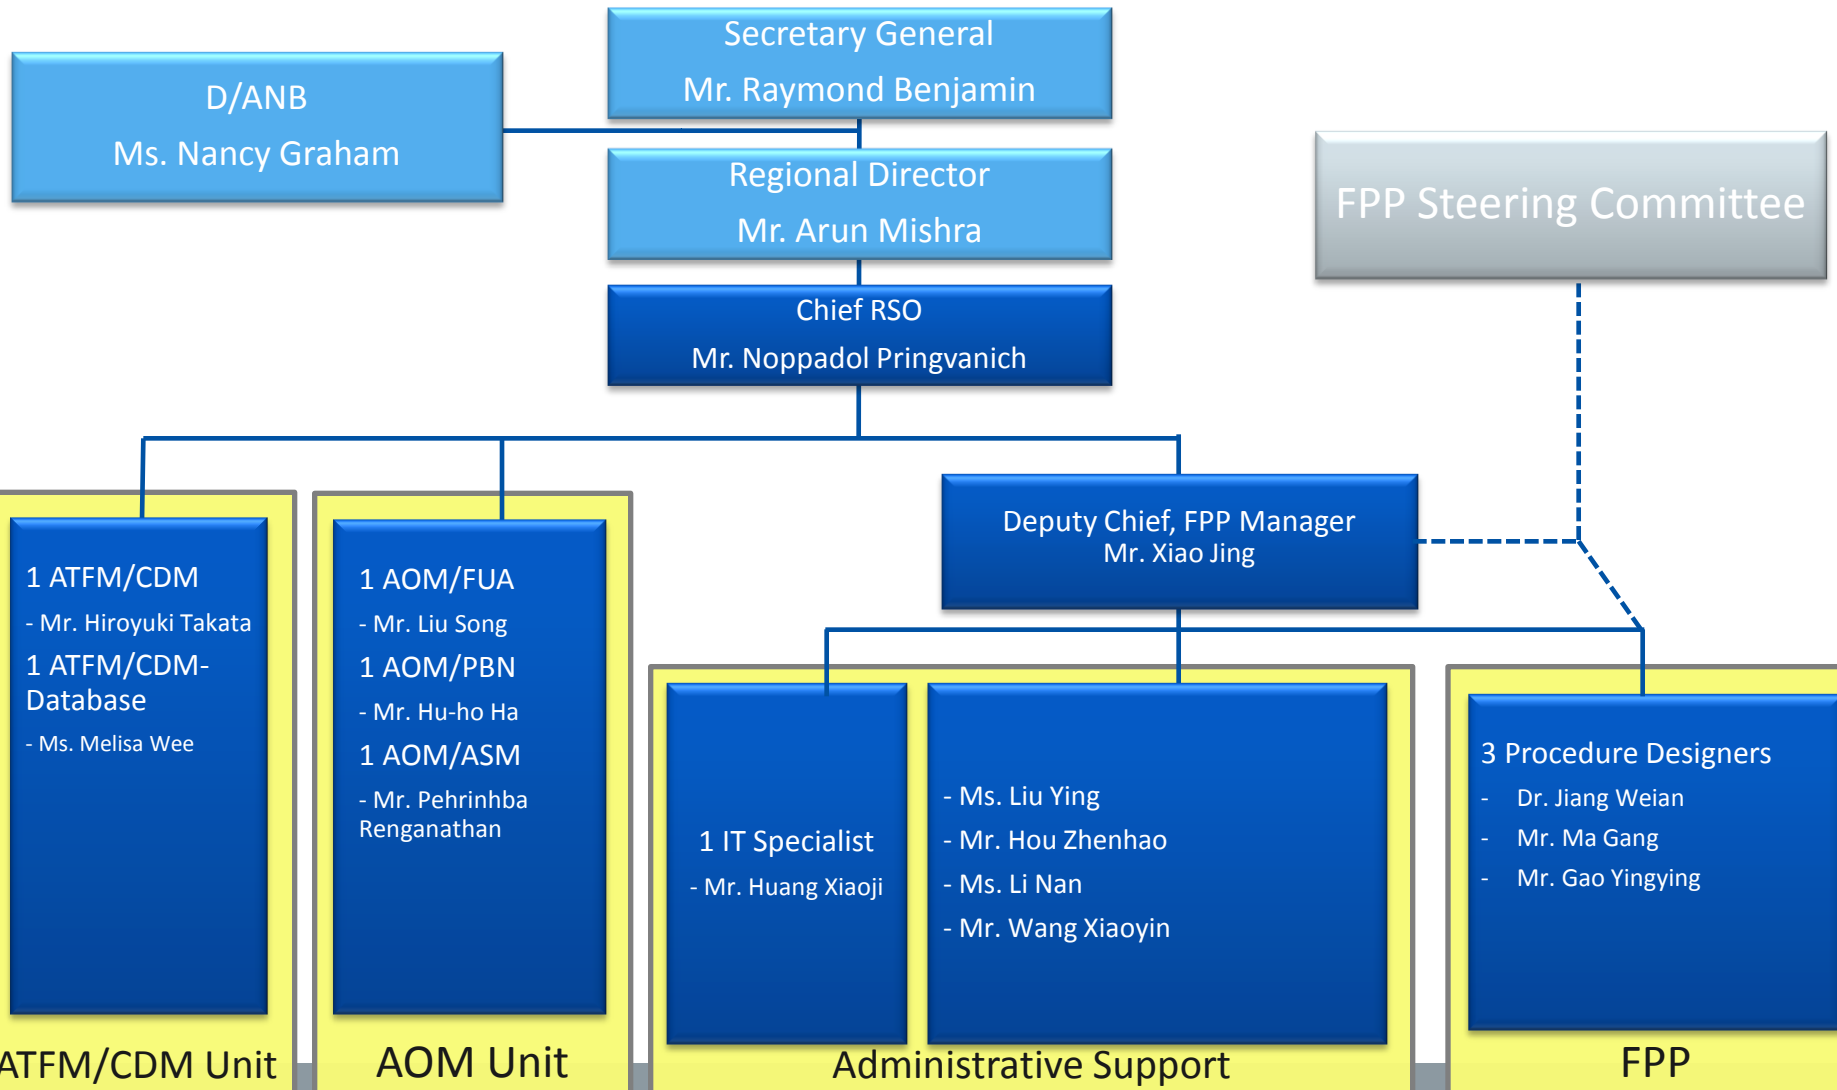 Secretary General
Mr. Raymond Benjamin
D/ANB
Ms. Nancy Graham
Regional Director
Mr. Arun Mishra
FPP Steering Committee
Chief RSO
Mr. Noppadol Pringvanich
Deputy Chief, FPP Manager
Mr. Xiao Jing
1 ATFM/CDM
- Mr. Hiroyuki Takata
1 ATFM/CDM-
Database
- Ms. Melisa Wee
ATFM/CDM Unit
1 AOM/FUA
- Mr. Liu Song
1 AOM/PBN
- Mr. Hu-ho Ha
1 AOM/ASM
- Mr. Pehrinhba
Renganathan
AOM Unit
1 IT Specialist
- Mr. Huang Xiaoji
- Ms. Liu Ying
- Mr. Hou Zhenhao
- Ms. Li Nan
- Mr. Wang Xiaoyin
Administrative Support
3 Procedure Designers
- Dr. Jiang Weian
- Mr. Ma Gang
- Mr. Gao Yingying
FPP